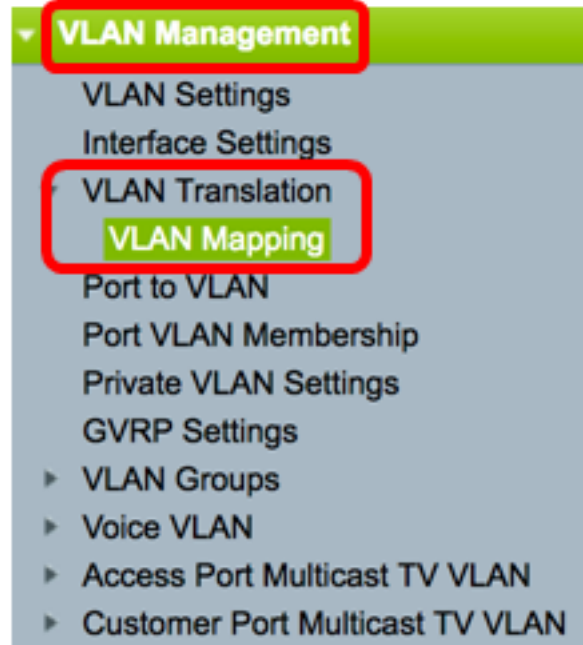 VLAN Management
VLAN Settings
Interface Settings
VLAN Translation
VLAN Mapping
Port to VLAN
Port VLAN Membership
Private VLAN Settings
GVRP Settings
VLAN Groups
Voice VLAN
Access Port Multicast TV VLAN
Customer Port Multicast TV VLAN